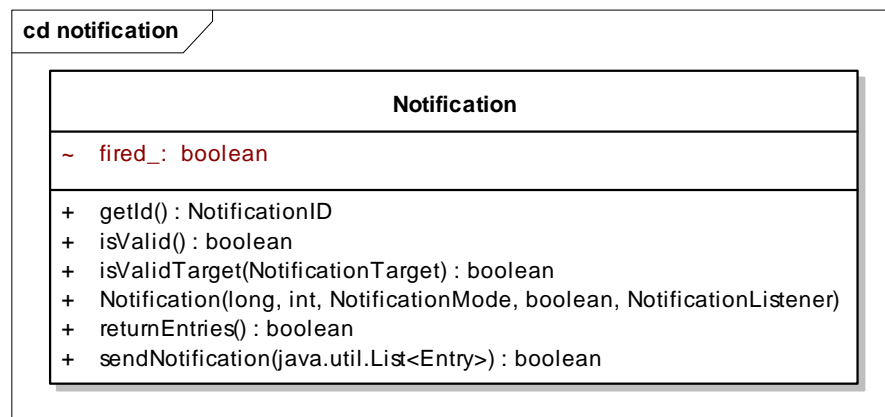 cd notification
Notification
~ fired_: boolean
+ getId() : NotificationID
+ isValid() : boolean
+ isValidTarget(NotificationTarget) : boolean
+ Notification(long, int, NotificationMode, boolean, NotificationListener)
+ returnEntries() : boolean
+ sendNotification(java.util.List<Entry>) : boolean